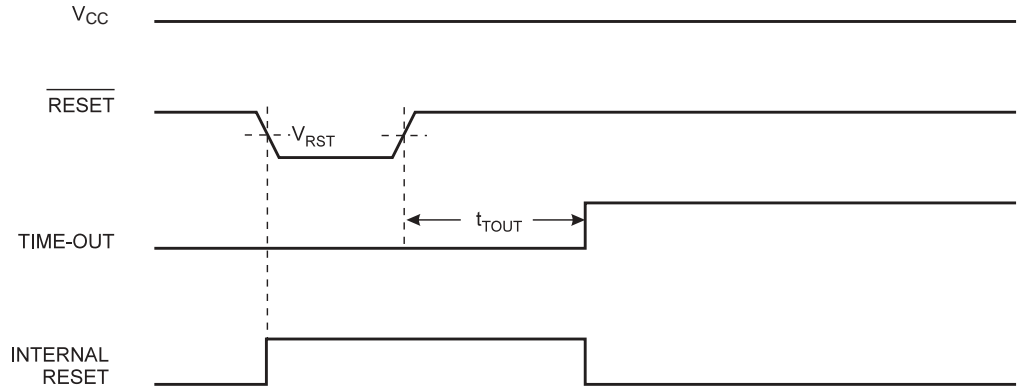 VCC
RESET
VRST
tTOUT
TIME-OUT
INTERNAL
RESET